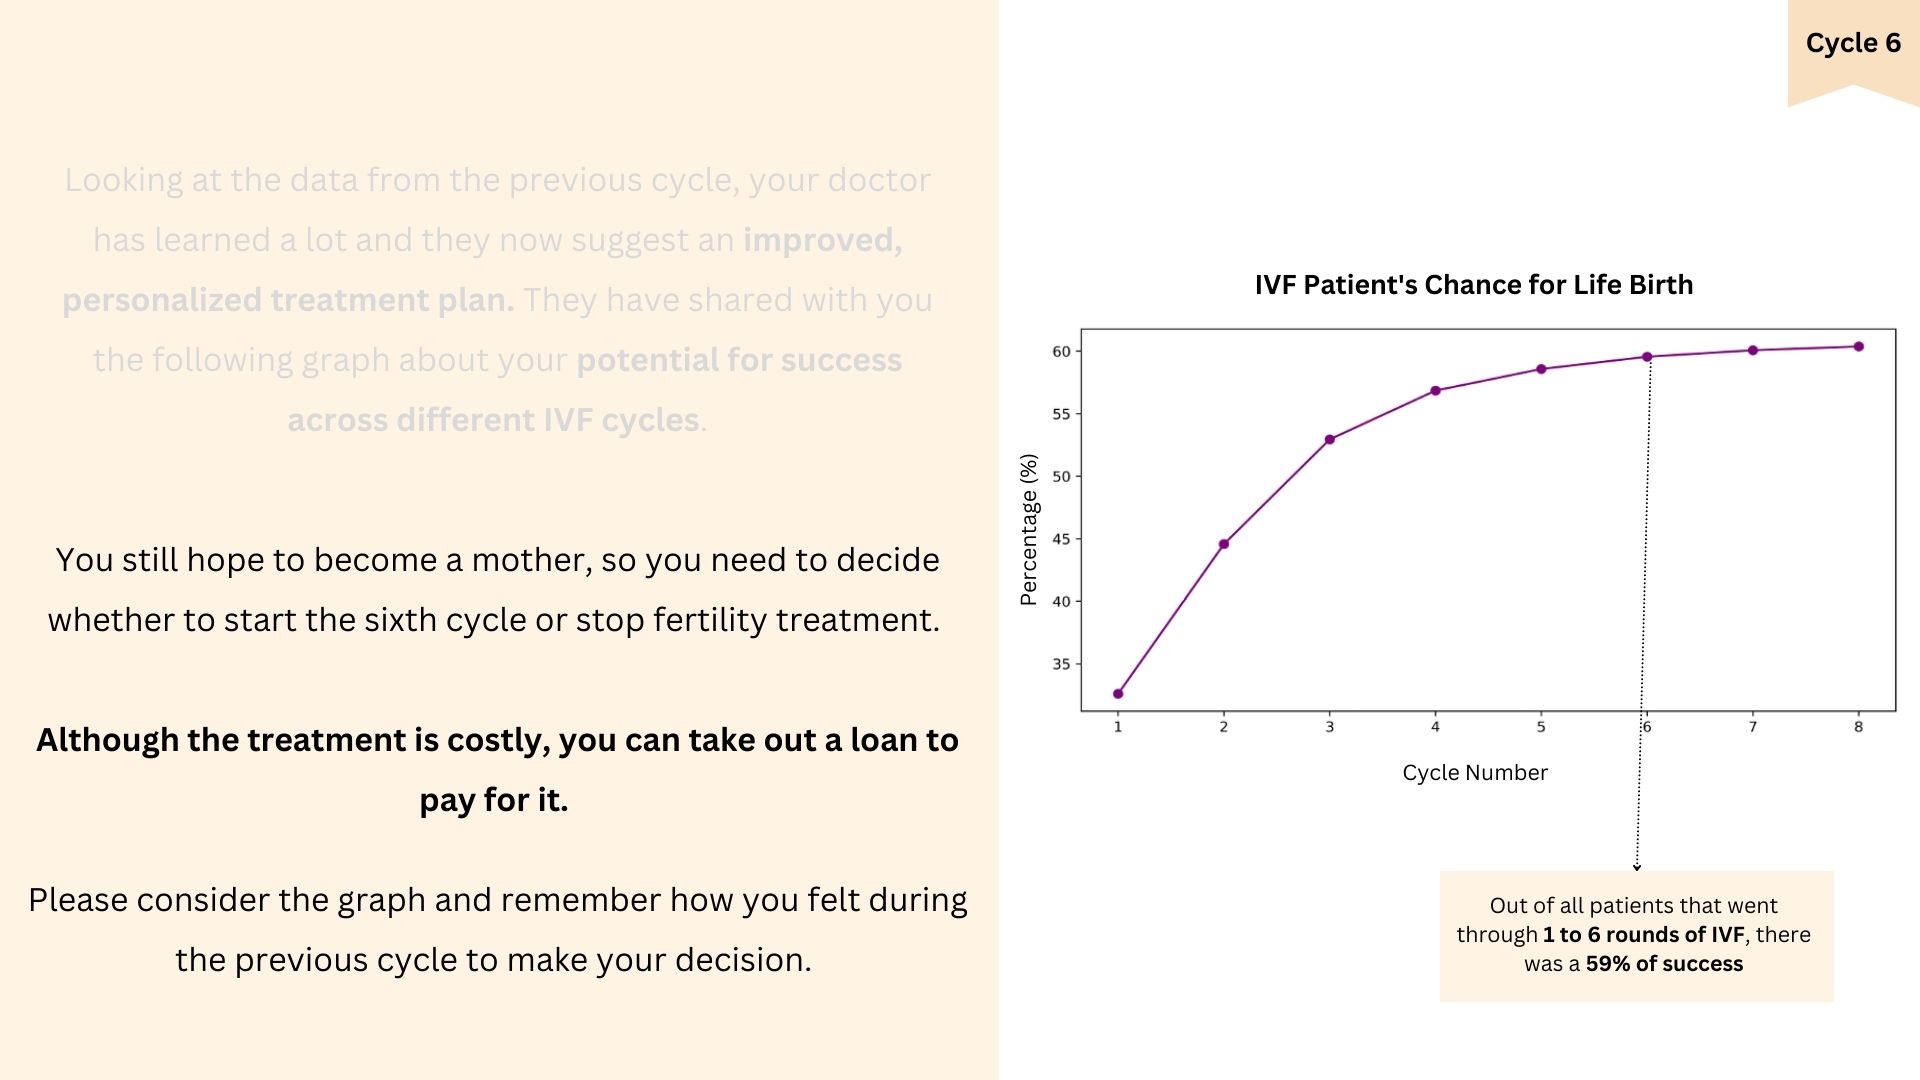 Cycle 6
Looking at the data from the previous cycle, your doctor
has learned a lot and they now suggest an improved,
personalized treatment plan. They have shared with you
the following graph about your potential for success
across different IVF cycles.
You still hope to become a mother, so you need to decide
whether to start the sixth cycle or stop fertility treatment.
Although the treatment is costly, you can take out a loan to
pay for it.
Please consider the graph and remember how you felt during
the previous cycle to make your decision.
IVF Patient's Chance for Life Birth
Percentage (%)
60
55
50
45
40
35
1 2 3 4 5 6 7 8
Cycle Number
Out of all patients that went
through 1 to 6 rounds of IVF, there
was a 59% of success